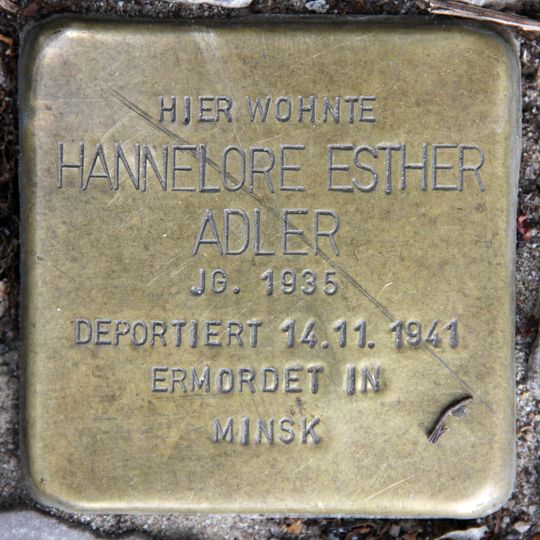 HIER WOHNTE
HANNELORE ESTHER
ADLER
JG. 1935
DEPORTIERT 14.11. 1941
ERMORDET IN
MINSK